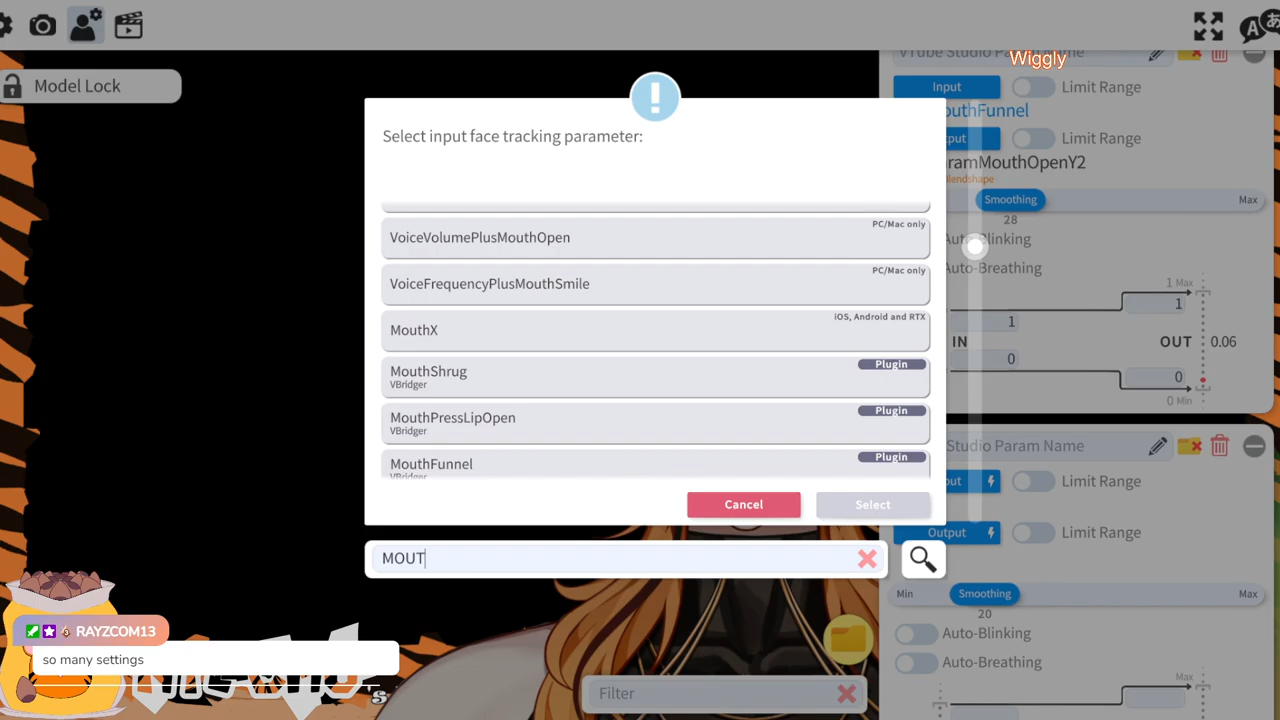 Model Lock
VTube Studio Param Name
Wiggly
Input
Limit Range
outhFunnel
put
Limit Range
ramMouthOpenY2
Blendshape
Smoothing
Max
28
Auto-Blinking
Auto-Breathing
1 Max
1
1
IN
OUT
0.06
0
0
0 Min
Select input face tracking parameter:
PC/Mac only
VoiceVolumePlusMouthOpen
PC/Mac only
VoiceFrequencyPlusMouthSmile
iOS, Android and RTX
MouthX
Plugin
MouthShrug
VBridger
Plugin
MouthPressLipOpen
VBridger
Plugin
MouthFunnel
VBridger
Cancel
Select
MOUT
Studio Param Name
put
Limit Range
Output
Limit Range
Min
Smoothing
Max
20
Auto-Blinking
Auto-Breathing
Max
RAYZCOM13
so many settings
Filter